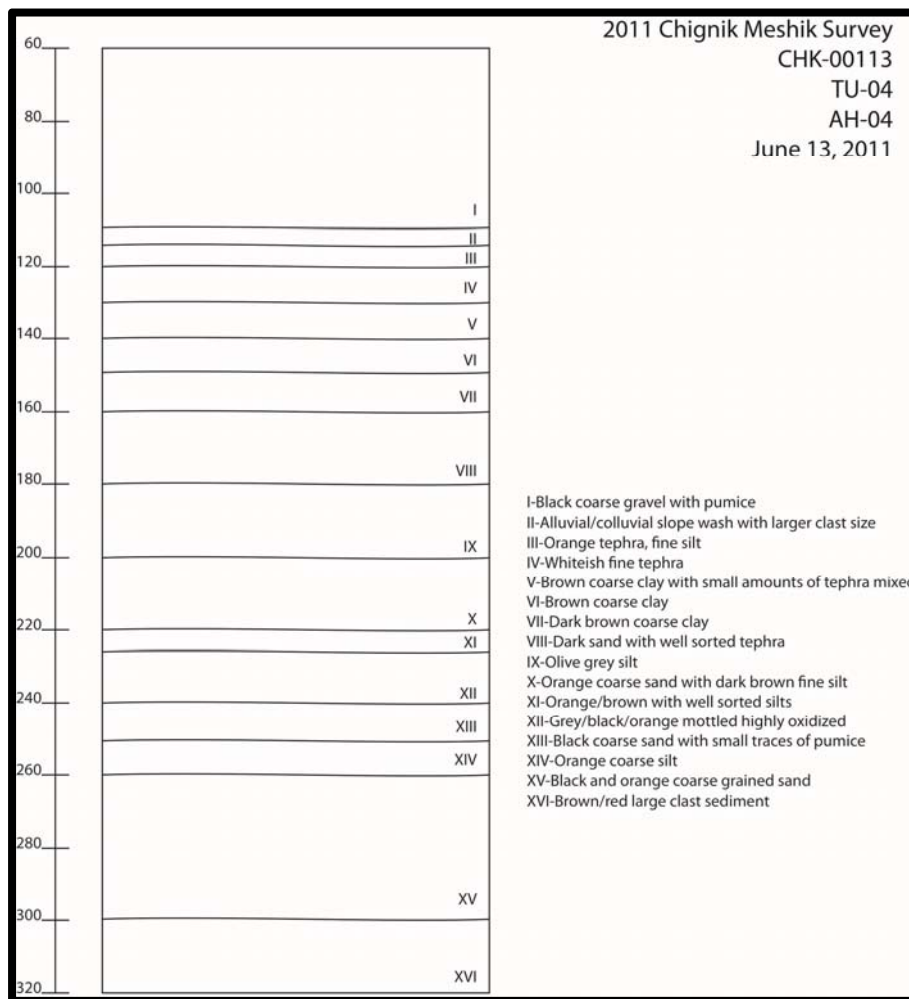 2011 Chignik Meshik Survey
CHK-00113
TU-04
AH-04
June 13, 2011
60
80
100
I
II
III
120
IV
V
140
VI
VII
160
VIII
180
IX
200
X
220
XI
XII
240
XIII
XIV
260
280
XV
300
XVI
320
I-Black coarse gravel with pumice
II-Alluvial/colluvial slope wash with larger clast size
III-Orange tephra, fine silt
IV-Whiteish fine tephra
V-Brown coarse clay with small amounts of tephra mixed
VI-Brown coarse clay
VII-Dark brown coarse clay
VIII-Dark sand with well sorted tephra
IX-Olive grey silt
X-Orange coarse sand with dark brown fine silt
XI-Orange/brown with well sorted silts
XII-Grey/black/orange mottled highly oxidized
XIII-Black coarse sand with small traces of pumice
XIV-Orange coarse silt
XV-Black and orange coarse grained sand
XVI-Brown/red large clast sediment